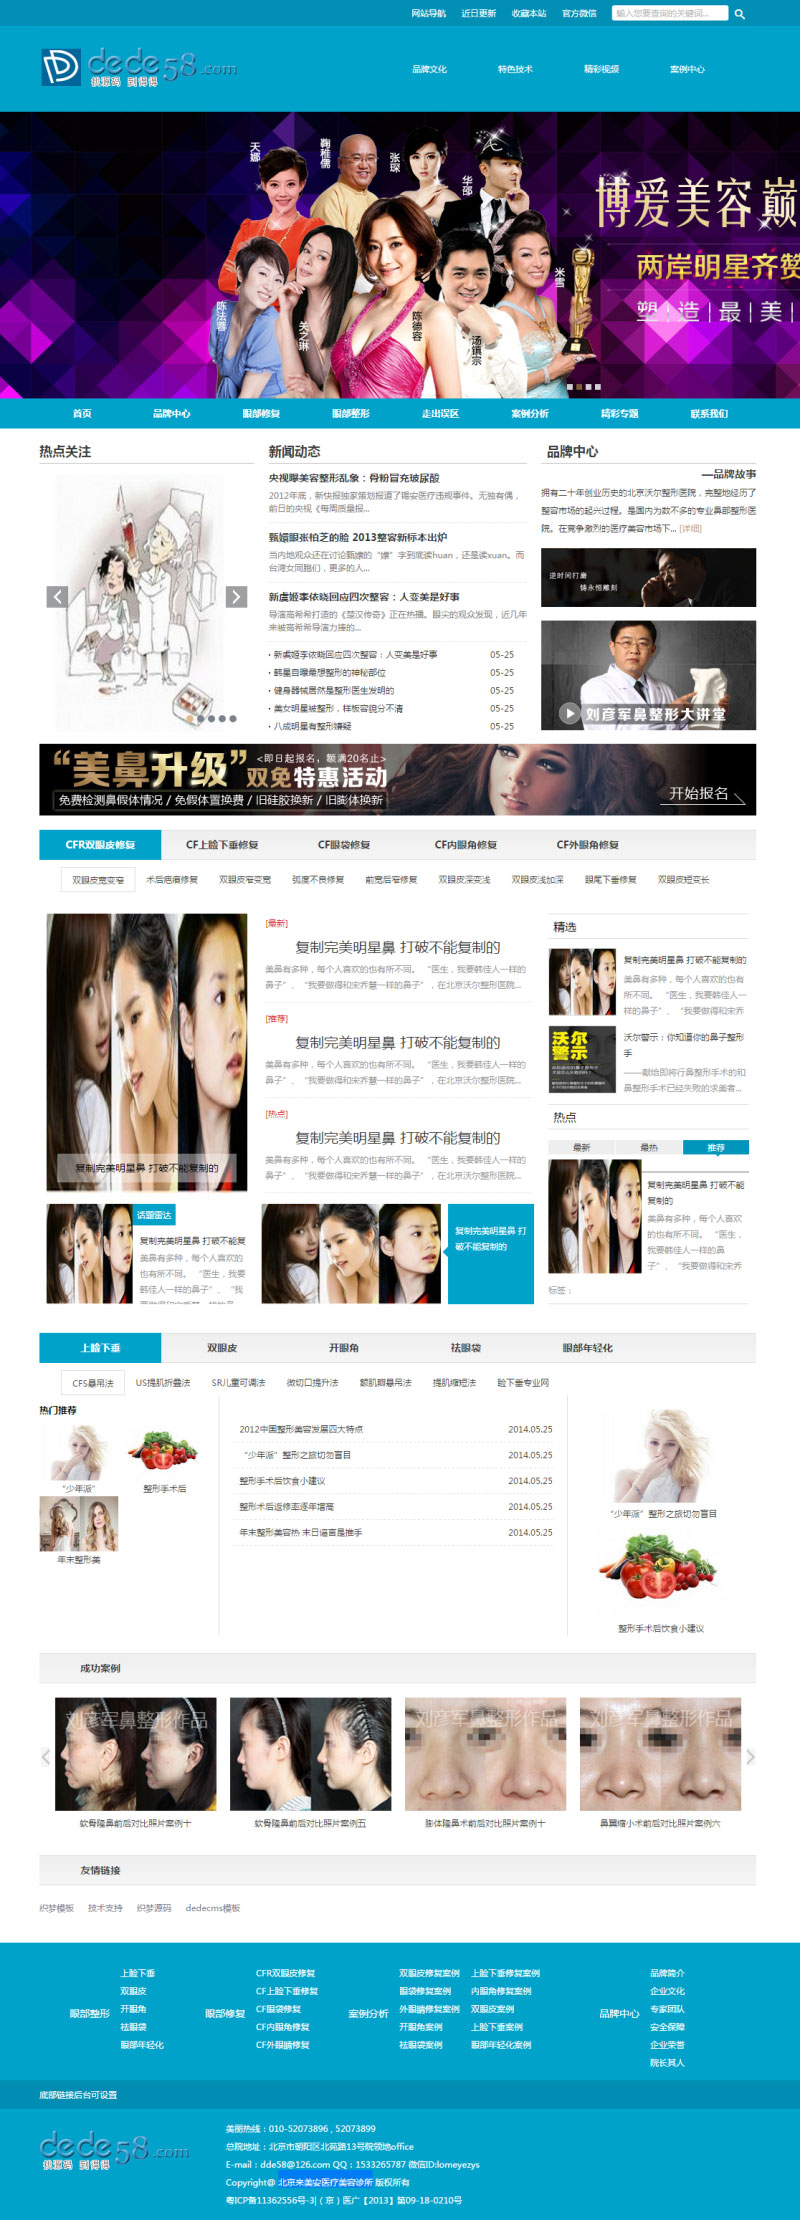 网站导航 近日更新 收藏本站 官方微信 输入您要查询的关键词...
dede58.com
找源码 到得得
品牌文化 特色技术 精彩视频 案例中心
天娜
鞠稚儒
张琛
华邵
米雪
陈法蓉
关之琳
陈德容
汤镇宗
博爱美容巅
两岸明星齐赞
塑|造|最|美|
首页 品牌中心 眼部修复 眼部整形 走出误区 案例分析 精彩专题 联系我们
热点关注
新闻动态
央视曝美容整形乱象：骨粉冒充玻尿酸
2012年底，新快报独家策划报道了锡安医疗违规事件。无独有偶，
前日的央视《每周质量报...
甄嬛眼张柏芝的脸 2013整容新标本出炉
当内地观众还在讨论甄嬛的“嬛”字到底读huan，还是读xuan。而
台湾女同胞们，更多的人...
新虞姬李依晓回应四次整容：人变美是好事
导演高希希打造的《楚汉传奇》正在热播。眼尖的观众发现，近几年
来被高希希导演力捧的...
· 新虞姬李依晓回应四次整容：人变美是好事 05-25
· 韩星自曝最想整形的神秘部位 05-25
· 健身器械居然是整形医生发明的 05-25
· 美女明星被整形，样板容貌分不清 05-25
· 八成明星有整形嫌疑 05-25
品牌中心
—品牌故事
拥有二十年创业历史的北京沃尔整形医院，完整地经历了
整容市场的起兴过程。是国内为数不多的专业鼻部整形医
院。在竞争激烈的医疗美容市场下... [详细]
逆时间打磨
铸永恒雕刻
刘彦军鼻整形大讲堂
“美鼻升级” <即日起报名，额满20名止>
双免特惠活动
免费检测鼻假体情况 / 免假体置换费 / 旧硅胶换新 / 旧膨体换新
开始报名
CFR双眼皮修复 CF上睑下垂修复 CF眼袋修复 CF内眼角修复 CF外眼角修复
双眼皮宽变窄 术后疤痕修复 双眼皮窄变宽 弧度不良修复 前宽后窄修复 双眼皮深变浅 双眼皮浅加深 眼尾下垂修复 双眼皮短变长
复制完美明星鼻 打破不能复制的
[最新]
复制完美明星鼻 打破不能复制的
美鼻有多种，每个人喜欢的也有所不同。 “医生，我要韩佳人一样的
鼻子”、“我要做得和宋乔慧一样的鼻子”，在北京沃尔整形医院...
[推荐]
复制完美明星鼻 打破不能复制的
美鼻有多种，每个人喜欢的也有所不同。 “医生，我要韩佳人一样的
鼻子”、“我要做得和宋乔慧一样的鼻子”，在北京沃尔整形医院...
[热点]
复制完美明星鼻 打破不能复制的
美鼻有多种，每个人喜欢的也有所不同。 “医生，我要韩佳人一样的
鼻子”、“我要做得和宋乔慧一样的鼻子”，在北京沃尔整形医院...
精选
复制完美明星鼻 打破不能复制的
美鼻有多种，每个人喜欢的也
有所不同。 “医生，我要韩佳人一
样的鼻子”、“我要做得和宋乔
沃尔
警示
沃尔警示：你知道你的鼻子整形
手
——献给即将行鼻整形手术的和
鼻整形手术已经失败的求美者...
热点
最新 最热 推荐
复制完美明星鼻 打破不能
复制的
美鼻有多种，每个人喜欢
的也有所不同。 “医
生，我要韩佳人一样的鼻
子”、“我要做得和宋乔
标签：
话题雷达
复制完美明星鼻 打破不能复
美鼻有多种，每个人喜欢的
也有所不同。 “医生，我要
韩佳人一样的鼻子”、“我
要做得和宋乔慧一样的鼻
复制完美明星鼻 打
破不能复制的
上睑下垂 双眼皮 开眼角 祛眼袋 眼部年轻化
CFS悬吊法 US提肌折叠法 SR儿童可调法 微切口提升法 额肌瓣悬吊法 提肌缩短法 睑下垂专业网
热门推荐
“少年派” 整形手术后
年末整形美
2012中国整形美容发展四大特点 2014.05.25
“少年派”整形之旅切勿盲目 2014.05.25
整形手术后饮食小建议 2014.05.25
整形术后返修率逐年增高 2014.05.25
年末整形美容热 末日谣言是推手 2014.05.25
“少年派”整形之旅切勿盲目
整形手术后饮食小建议
成功案例
刘彦军鼻整形作品 刘彦军鼻整形作品 刘彦军鼻整形作品
软骨隆鼻前后对比照片案例十 软骨隆鼻前后对比照片案例五 膨体隆鼻术前后对比照片案例十 鼻翼缩小术前后对比照片案例六
友情链接
织梦模板 技术支持 织梦源码 dedecms模板
眼部整形
上睑下垂
双眼皮
开眼角
祛眼袋
眼部年轻化
眼部修复
CFR双眼皮修复
CF上睑下垂修复
CF眼袋修复
CF内眼角修复
CF外眼睛修复
案例分析
双眼皮修复案例 上睑下垂修复案例
眼袋修复案例 内眼角修复案例
外眼睛修复案例 双眼皮案例
开眼角案例 上睑下垂案例
祛眼袋案例 眼部年轻化案例
品牌中心
品牌简介
企业文化
专家团队
安全保障
企业荣誉
院长其人
底部链接后台可设置
dede58.com
找源码 到得得
美丽热线：010-52073896 , 52073899
总院地址：北京市朝阳区北苑路13号院领地office
E-mail：dde58@126.com QQ：1533265787 微信ID:lomeyezys
Copyright@ 北京来美安医疗美容诊所 版权所有
粤ICP备11362556号-3|（京）医广【2013】第09-18-0210号